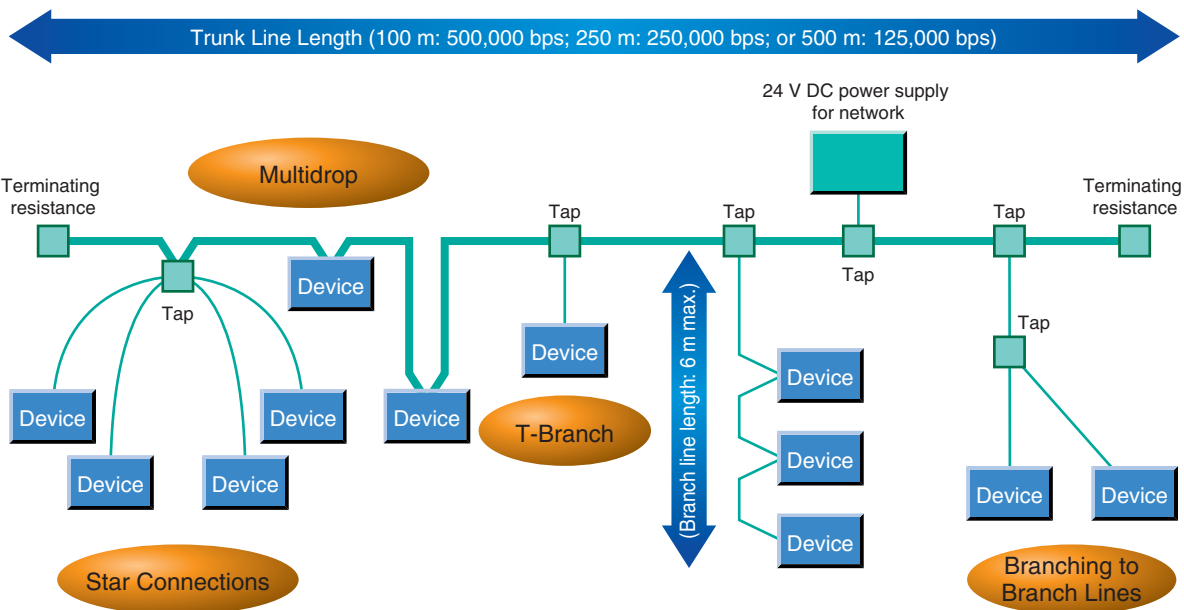 Trunk Line Length (100 m: 500,000 bps; 250 m: 250,000 bps; or 500 m: 125,000 bps)
24 V DC power supply
for network
Multidrop
Terminating
resistance
Tap
Tap
Tap
Terminating
resistance
Tap
Device
Tap
Tap
Device
Device
(Branch line length: 6 m max.)
Device
Device
Device
Device
T-Branch
Device
Device
Device
Device
Device
Device
Star Connections
Branching to
Branch Lines